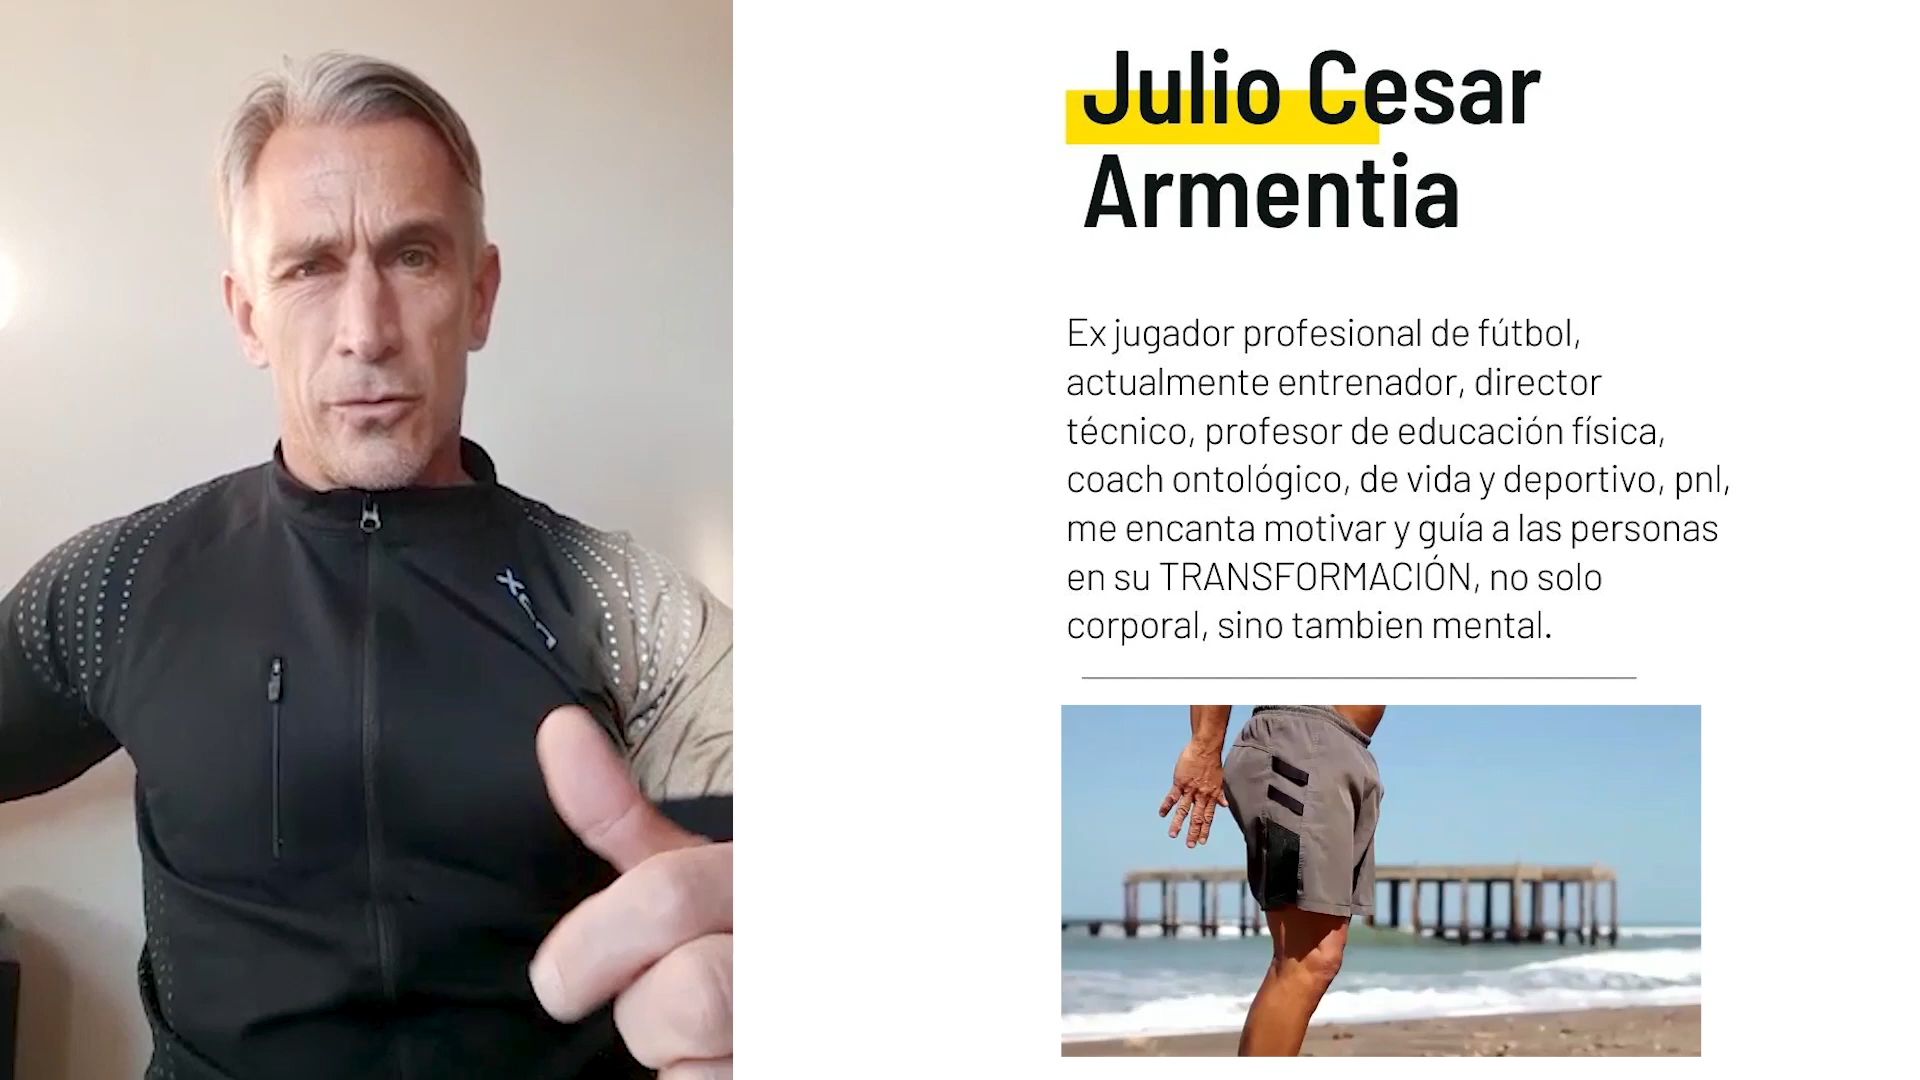 Julio Cesar
Armentia
Ex jugador profesional de fútbol,
actualmente entrenador, director
técnico, profesor de educación física,
coach ontológico, de vida y deportivo, pnl,
me encanta motivar y guía a las personas
en su TRANSFORMACIÓN, no solo
corporal, sino tambien mental.